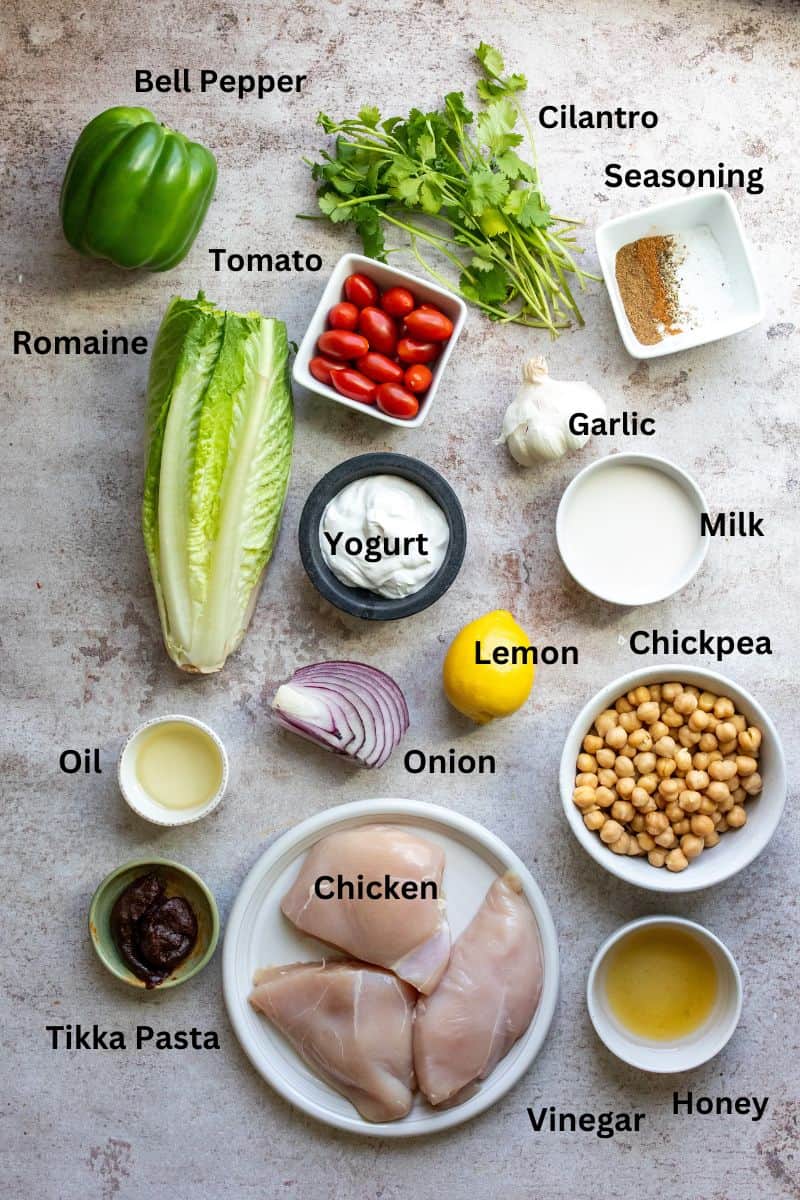 Bell Pepper
Cilantro
Seasoning
Tomato
Romaine
Garlic
Yogurt
Milk
Lemon
Chickpea
Oil
Onion
Chicken
Tikka Pasta
Honey
Vinegar